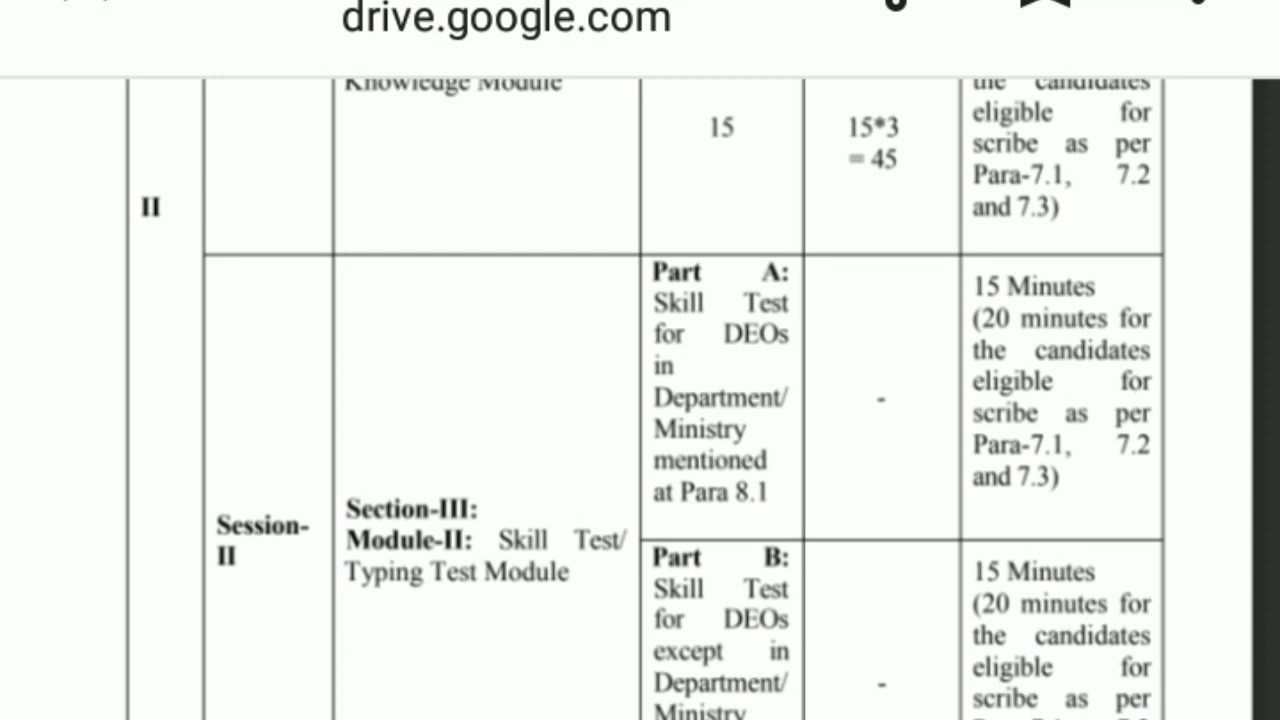 drive.google.com
Knowledge Module
15
15*3
= 45
the candidates
eligible for
scribe as per
Para-7.1, 7.2
and 7.3)
II
Session-
II
Section-III:
Module-II: Skill Test/
Typing Test Module
Part A:
Skill Test
for DEOs
in
Department/
Ministry
mentioned
at Para 8.1
-
15 Minutes
(20 minutes for
the candidates
eligible for
scribe as per
Para-7.1, 7.2
and 7.3)
Part B:
Skill Test
for DEOs
except in
Department/
Ministry
-
15 Minutes
(20 minutes for
the candidates
eligible for
scribe as per